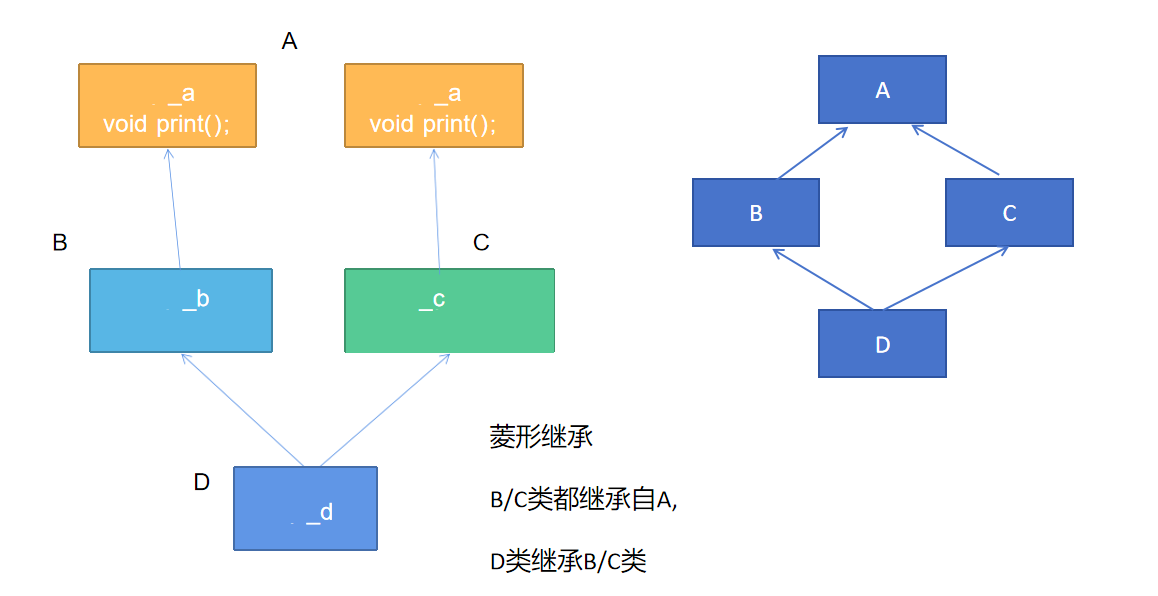 A
_a
void print();
_a
void print();
B
C
_b
_c
D
_d
A
B
C
D
菱形继承
B/C类都继承自A,
D类继承B/C类